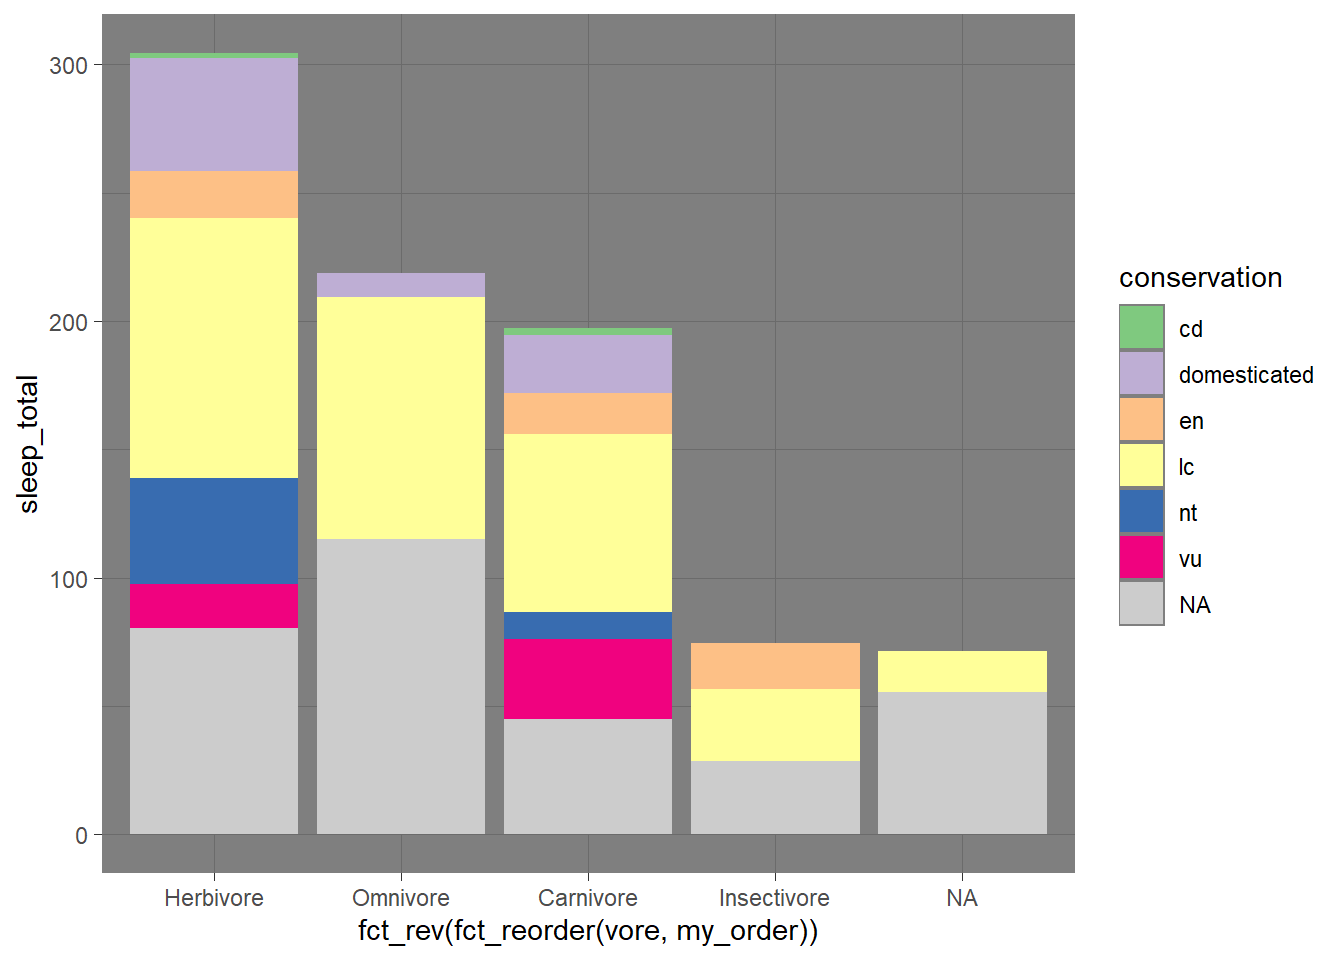 300
200
100
0
sleep_total
Herbivore Omnivore Carnivore Insectivore NA
fct_rev(fct_reorder(vore, my_order))
conservation
cd
domesticated
en
lc
nt
vu
NA